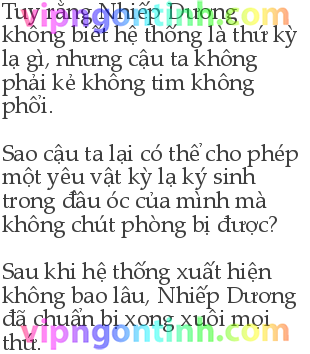 Tuy rằng Nhiếp Dương
không biết hệ thống là thứ kỳ
lạ gì, nhưng cậu ta không
phải kẻ không tim không
phổi.
Sao cậu ta lại có thể cho phép
một yêu vật kỳ lạ ký sinh
trong đầu óc của mình mà
không chút phòng bị được?
Sau khi hệ thống xuất hiện
không bao lâu, Nhiếp Dương
đã chuẩn bị xong xuôi mọi
thứ.
vipngontinh.com
vipngontinh.com